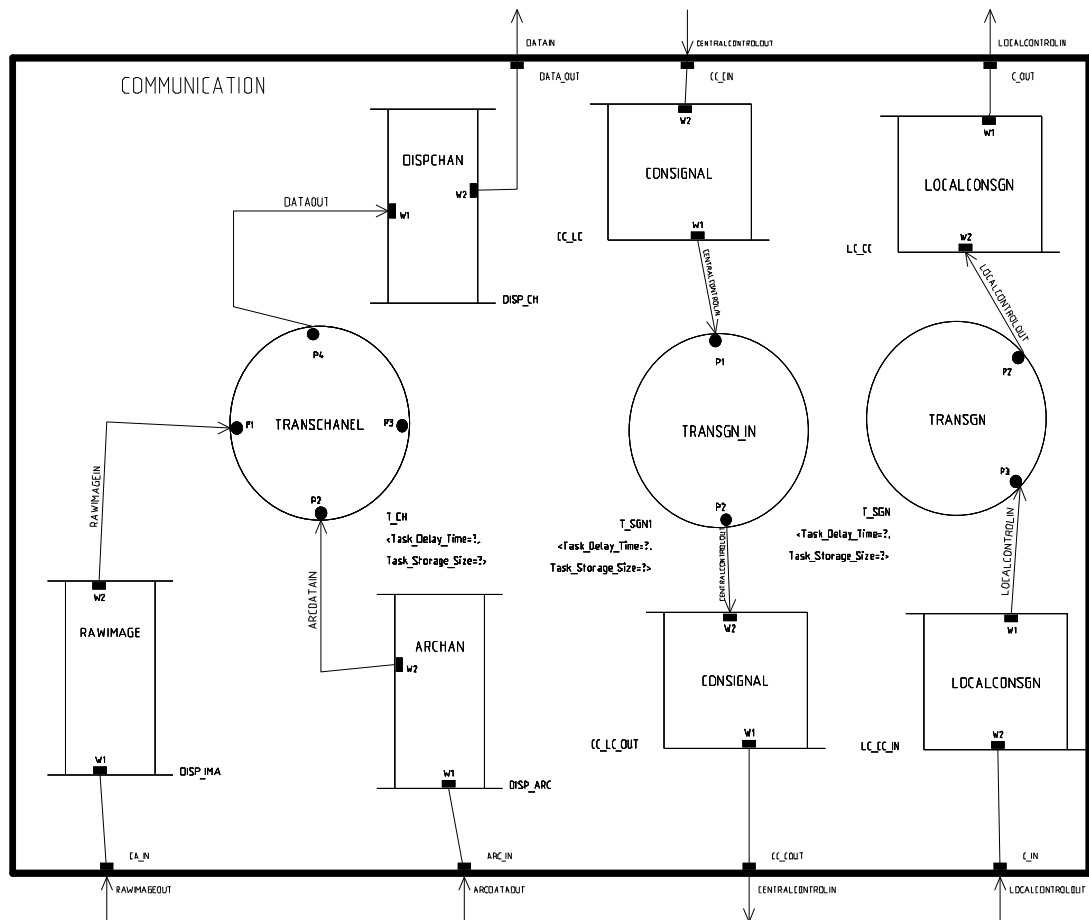 DATAIN
CENTRALCONTROLOUT
LOCALCONTROLIN
COMMUNICATION
DATA_OUT
CC_CIN
C_OUT
W2
W1
DISPCHAN
CONSIGNAL
LOCALCONSGN
W2
DATAOUT
W1
W1
W2
CC_LC
LC_CC
CENTRALCONTROLIN
LOCALCONTROLOUT
DISP_CH
P4
P1
P2
P1
TRANSCHANEL
P3
TRANSGN_IN
TRANSGN
RAWIMAGEIN
P2
P2
P3
T_CH
<Task_Delay_Time=?,
Task_Storage_Size=?>
T_SGN1
<Task_Delay_Time=?,
Task_Storage_Size=?>
T_SGN
<Task_Delay_Time=?,
Task_Storage_Size=?>
ARCDATAIN
CENTRALCONTROLOUT
LOCALCONTROLIN
W2
W2
W1
RAWIMAGE
ARCHAN
W2
CONSIGNAL
LOCALCONSGN
W1
W1
W1
W2
DISP_IMA
DISP_ARC
CC_LC_OUT
LC_CC_IN
CA_IN
ARC_IN
CC_COUT
C_IN
RAWIMAGEOUT
ARCDATAOUT
CENTRALCONTROLIN
LOCALCONTROLOUT